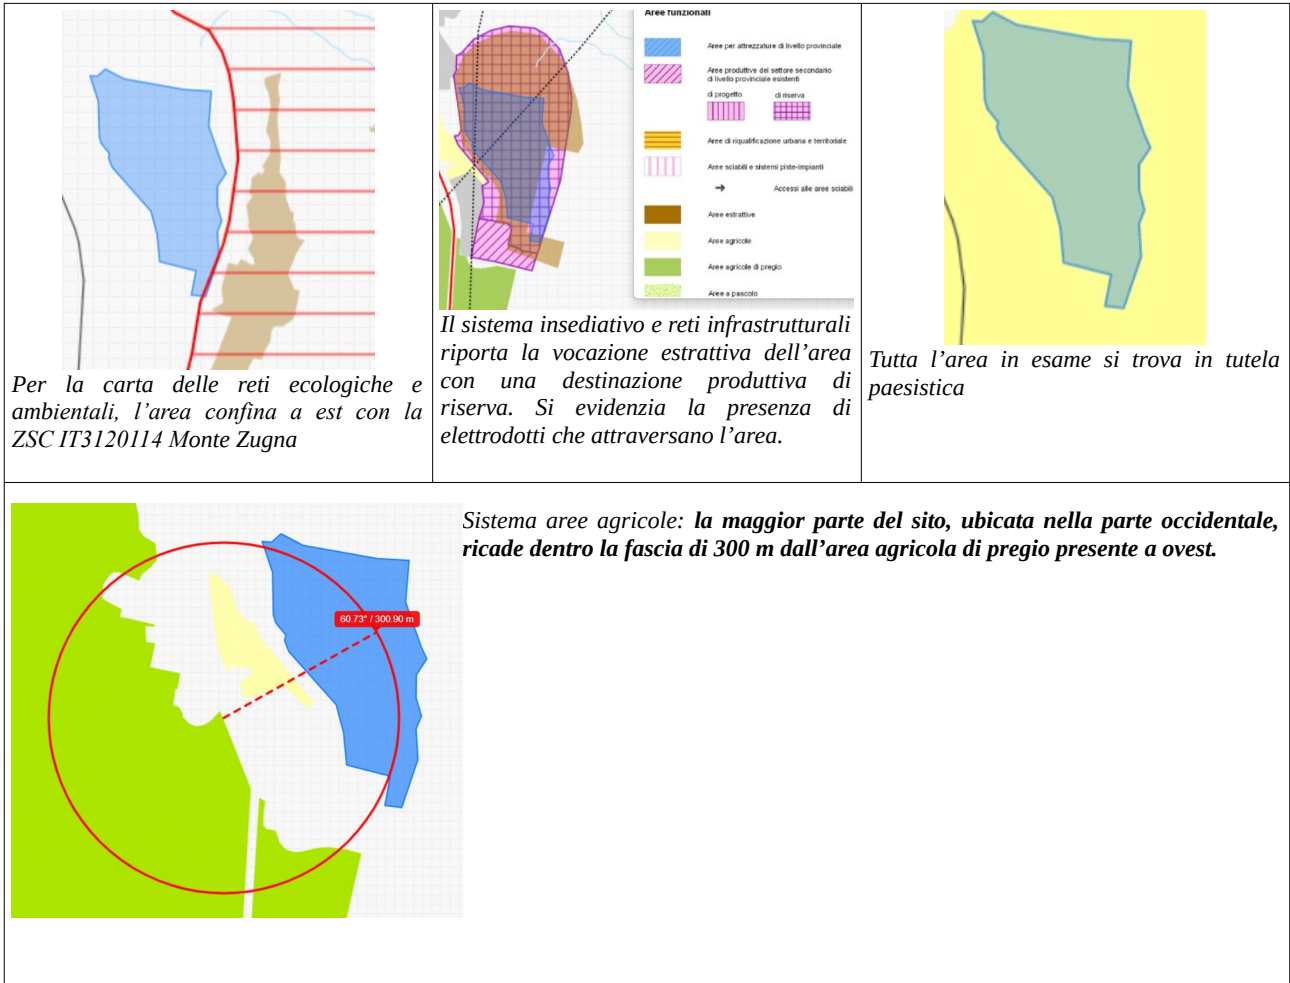 Per la carta delle reti ecologiche e
ambientali, l’area confina a est con la
ZSC IT3120114 Monte Zugna
Aree funzionali
Aree per attrezzature di livello provinciale
Aree produttive del settore secondario
di livello provinciale esistenti
di progetto
di riserva
Aree di riqualificazione urbana e territoriale
Aree sciabili e sistemi piste-impianti
Accessi alle aree sciabili
Aree estrattive
Aree agricole
Aree agricole di pregio
Aree a pascolo
Il sistema insediativo e reti infrastrutturali
riporta la vocazione estrattiva dell’area
con una destinazione produttiva di
riserva. Si evidenzia la presenza di
elettrodotti che attraversano l’area.
Tutta l’area in esame si trova in tutela
paesistica
60.73° / 300.90 m
Sistema aree agricole: la maggior parte del sito, ubicata nella parte occidentale,
ricade dentro la fascia di 300 m dall’area agricola di pregio presente a ovest.